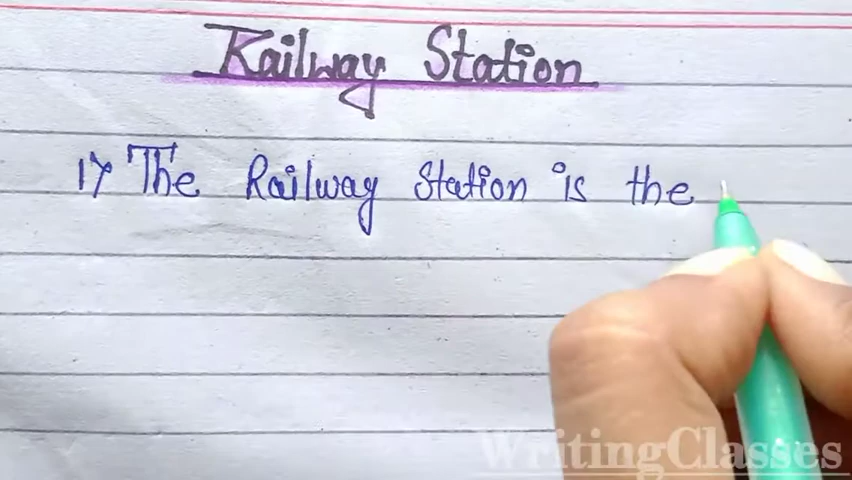 Railway Station
1) The Railway Station is the
WritingClasses